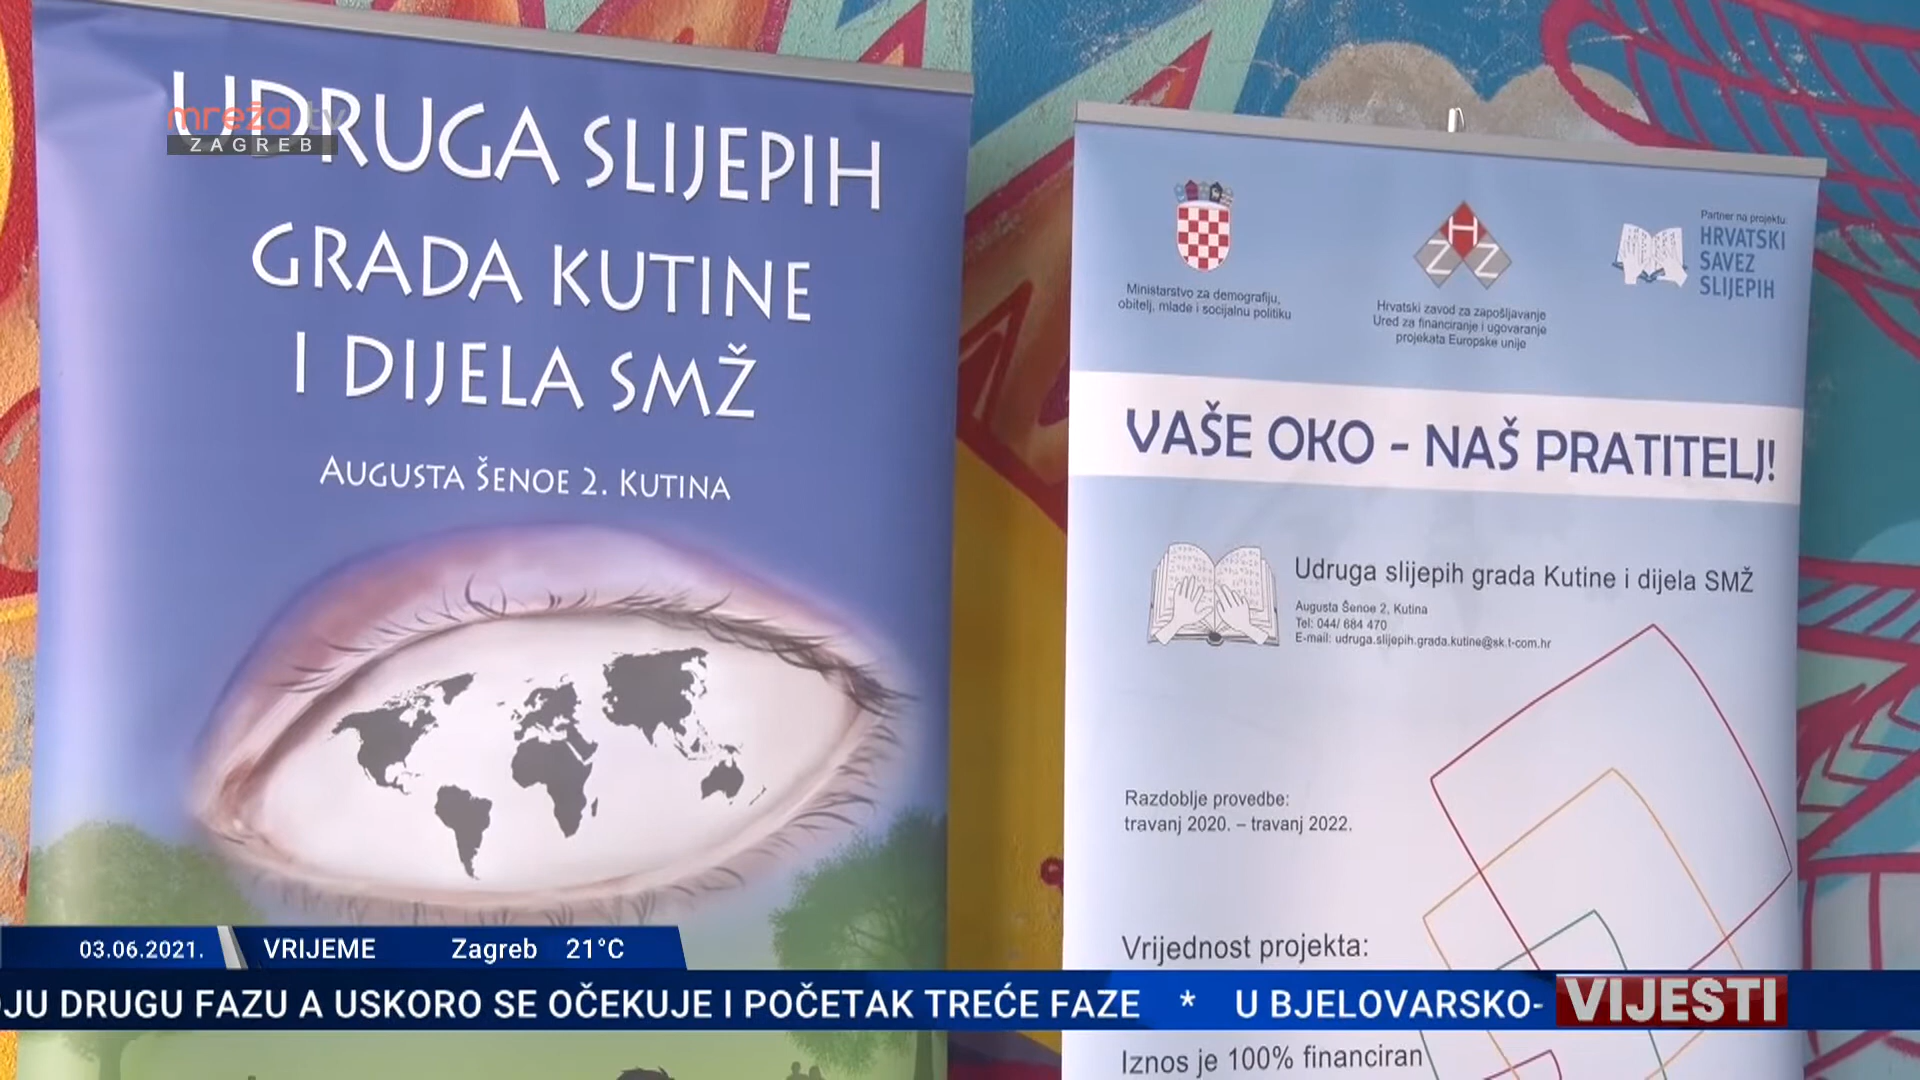 mreža tv
ZAGREB
UDRUGA SLIJEPIH
GRADA KUTINE
I DIJELA SMŽ
AUGUSTA ŠENOE 2. KUTINA
Ministarstvo za demografiju,
obitelj, mlade i socijalnu politiku
HZZ
Hrvatski zavod za zapošljavanje
Ured za financiranje i ugovaranje
projekata Europske unije
Partner na projektu:
HRVATSKI
SAVEZ
SLIJEPIH
VAŠE OKO - NAŠ PRATITELJ!
Udruga slijepih grada Kutine i dijela SMŽ
Augusta Šenoe 2, Kutina
Tel: 044/ 684 470
E-mail: udruga.slijepih.grada.kutine@sk.t-com.hr
Razdoblje provedbe:
travanj 2020. – travanj 2022.
Vrijednost projekta:
Iznos je 100% financiran
03.06.2021. VRIJEME Zagreb 21°C
OJU DRUGU FAZU A USKORO SE OČEKUJE I POČETAK TREĆE FAZE * U BJELOVARSKO-
VIJESTI